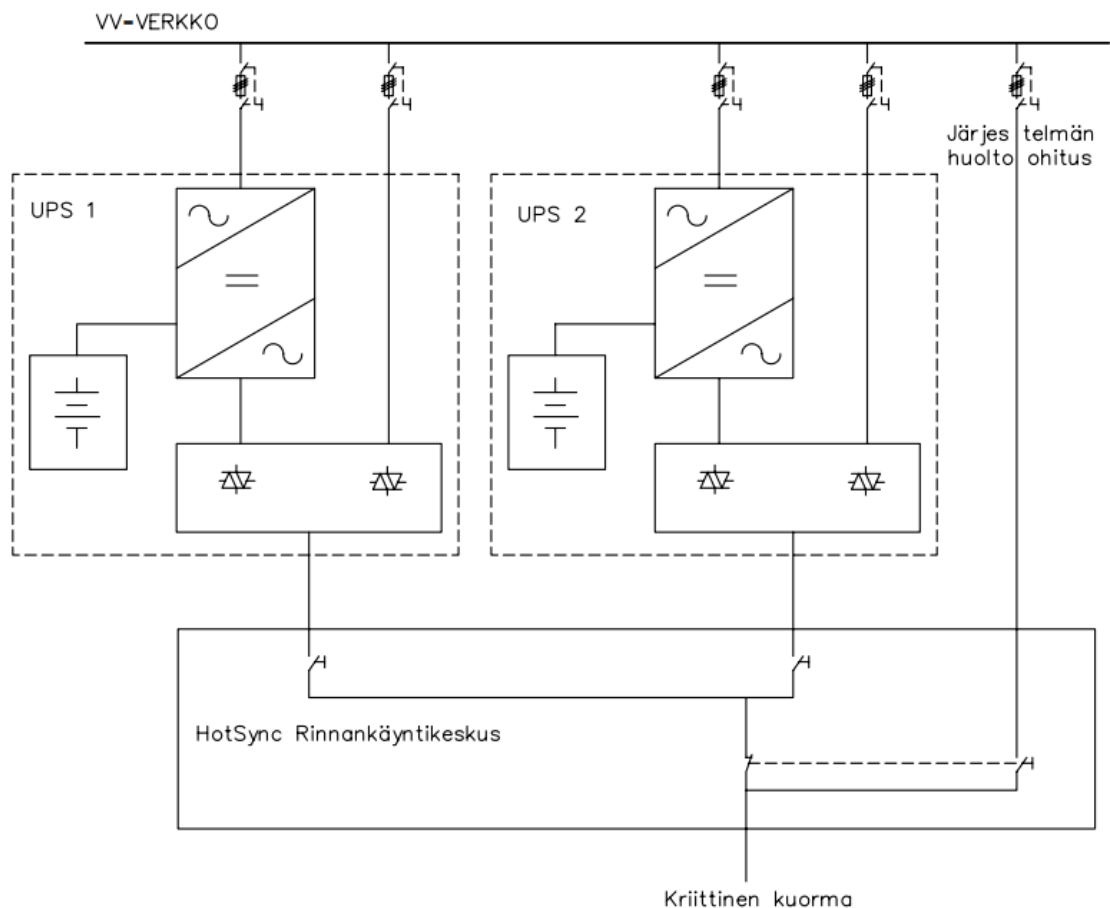 VV-VERKKO
Järjes telmän
huolto ohitus
UPS 1
UPS 2
HotSync Rinnankäyntikeskus
Kriittinen kuorma